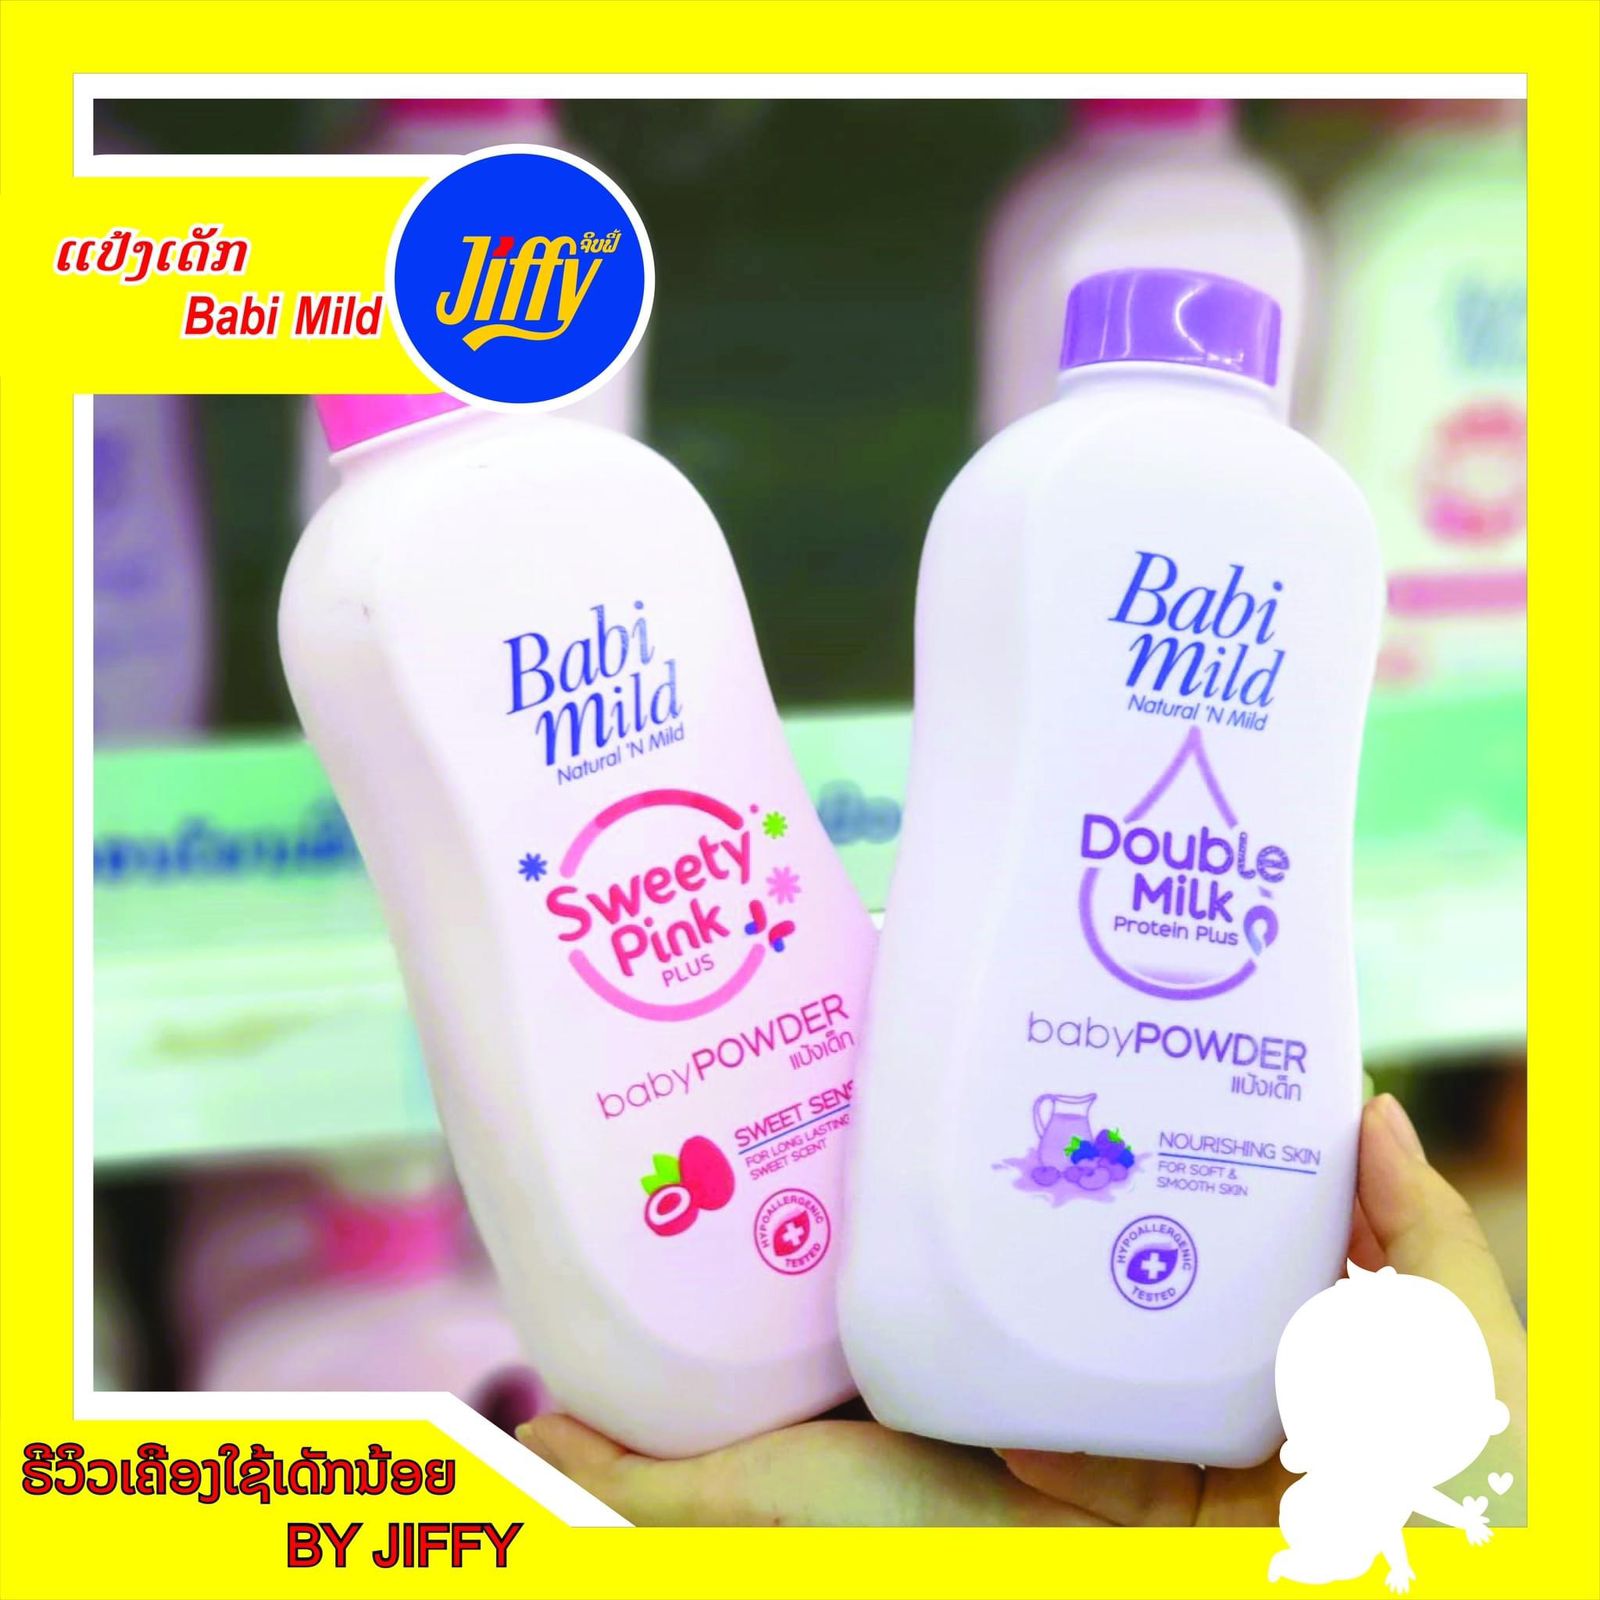 ແປ້ງເດັກ
Babi Mild
Jiffy
ຈິບຟີ້
Babi
mild
Natural 'N Mild
Sweety
Pink
PLUS
babyPOWDER
แป้งเด็ก
SWEET SENS
FOR LONG LASTING
SWEET SCENT
HYPOALLERGENIC
TESTED
Babi
mild
Natural 'N Mild
Double
Milk
Protein Plus
babyPOWDER
แป้งเด็ก
NOURISHING SKIN
FOR SOFT &
SMOOTH SKIN
HYPOALLERGENIC
TESTED
ຣີວິວເຄື່ອງໃຊ້ເດັກນ້ອຍ
BY JIFFY